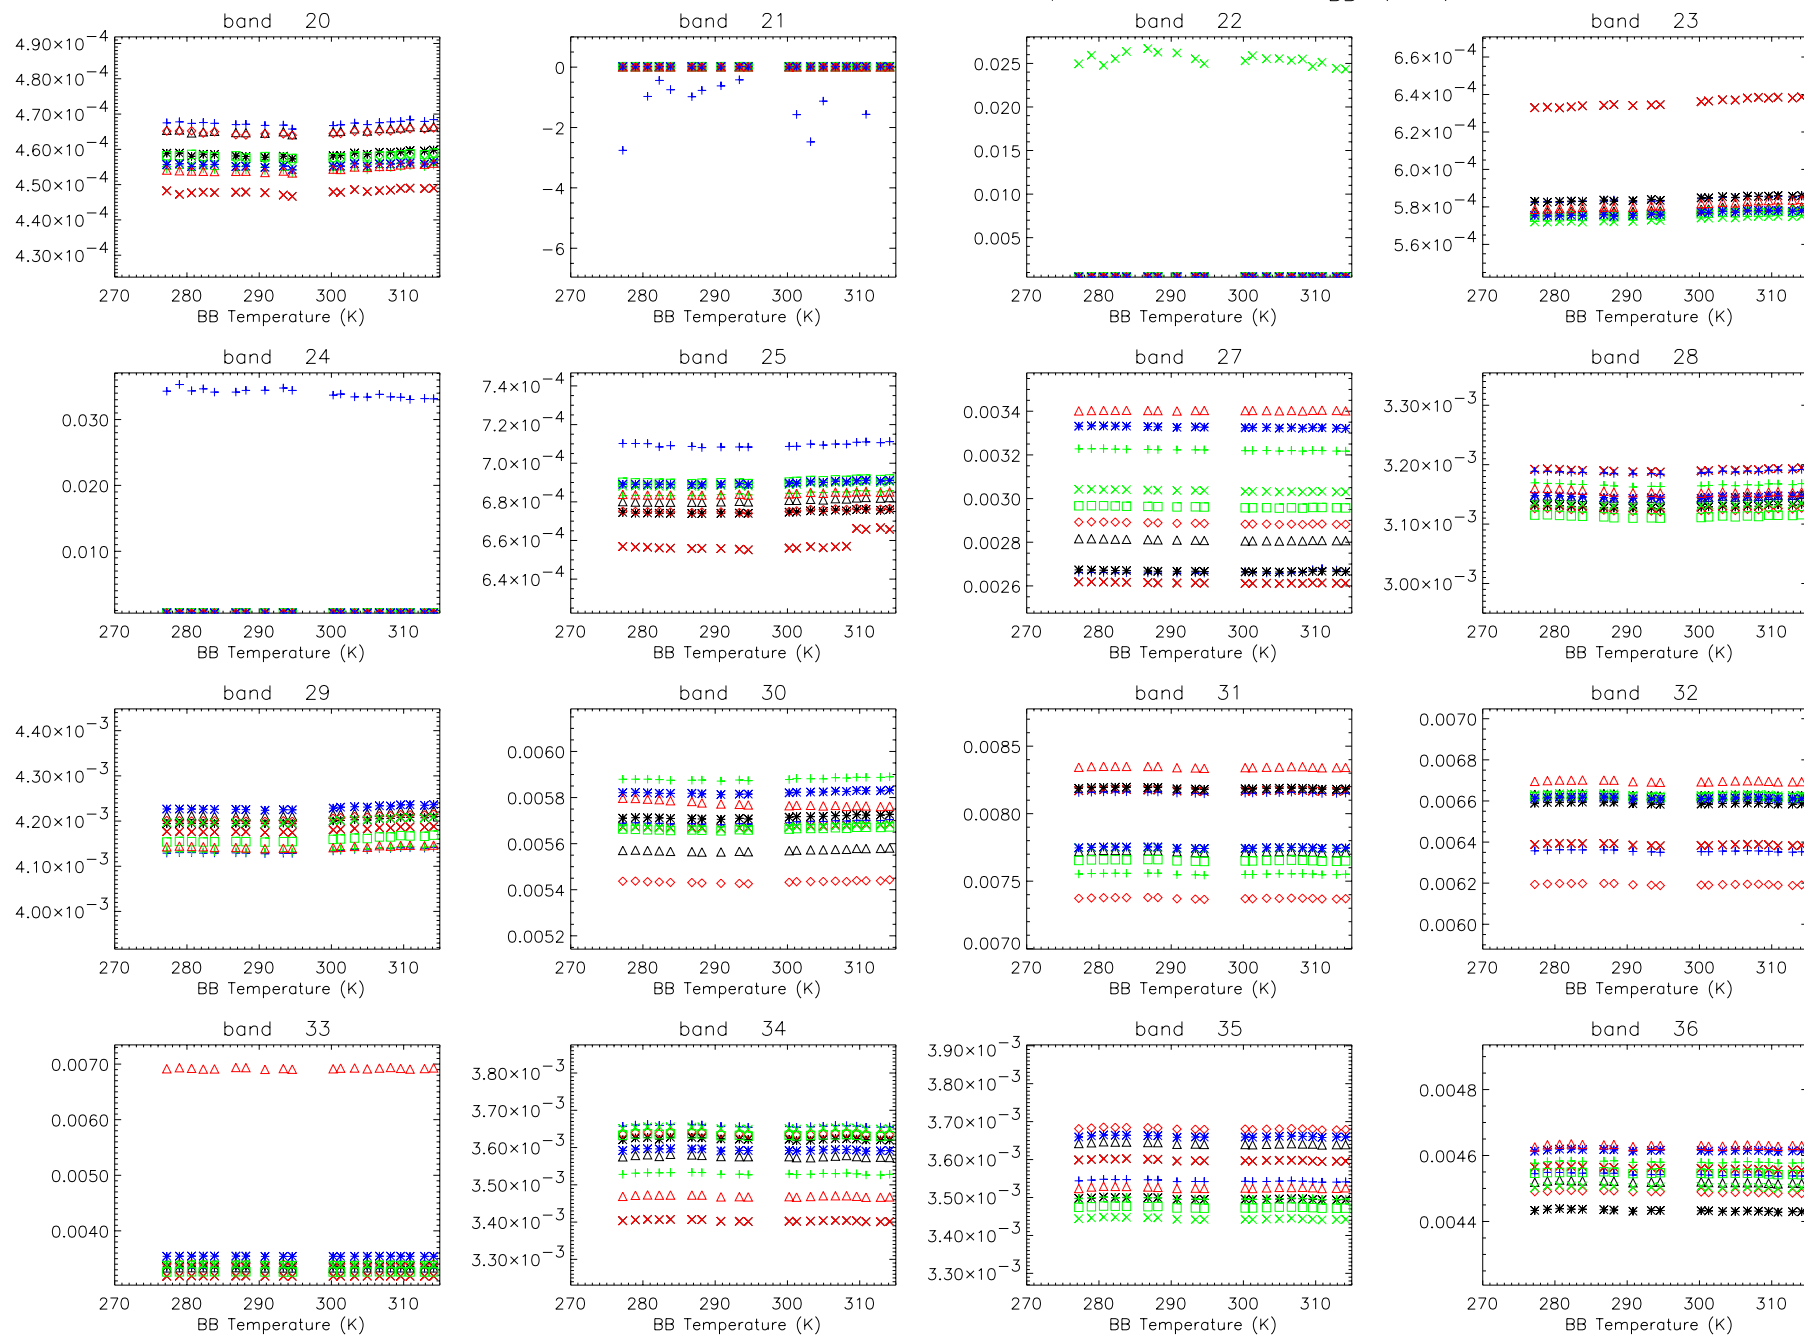 band 20
4.90×10⁻⁴
4.80×10⁻⁴
4.70×10⁻⁴
4.60×10⁻⁴
4.50×10⁻⁴
4.40×10⁻⁴
4.30×10⁻⁴
270 280 290 300 310
BB Temperature (K)
band 21
0
−2
−4
−6
270 280 290 300 310
BB Temperature (K)
band 22
0.025
0.020
0.015
0.010
0.005
270 280 290 300 310
BB Temperature (K)
band 23
6.6×10⁻⁴
6.4×10⁻⁴
6.2×10⁻⁴
6.0×10⁻⁴
5.8×10⁻⁴
5.6×10⁻⁴
270 280 290 300 310
BB Temperature (K)
band 24
0.030
0.020
0.010
270 280 290 300 310
BB Temperature (K)
band 25
7.4×10⁻⁴
7.2×10⁻⁴
7.0×10⁻⁴
6.8×10⁻⁴
6.6×10⁻⁴
6.4×10⁻⁴
270 280 290 300 310
BB Temperature (K)
band 27
0.0034
0.0032
0.0030
0.0028
0.0026
270 280 290 300 310
BB Temperature (K)
band 28
3.30×10⁻³
3.20×10⁻³
3.10×10⁻³
3.00×10⁻³
270 280 290 300 310
BB Temperature (K)
band 29
4.40×10⁻³
4.30×10⁻³
4.20×10⁻³
4.10×10⁻³
4.00×10⁻³
270 280 290 300 310
BB Temperature (K)
band 30
0.0060
0.0058
0.0056
0.0054
0.0052
270 280 290 300 310
BB Temperature (K)
band 31
0.0085
0.0080
0.0075
0.0070
270 280 290 300 310
BB Temperature (K)
band 32
0.0070
0.0068
0.0066
0.0064
0.0062
0.0060
270 280 290 300 310
BB Temperature (K)
band 33
0.0070
0.0060
0.0050
0.0040
270 280 290 300 310
BB Temperature (K)
band 34
3.80×10⁻³
3.70×10⁻³
3.60×10⁻³
3.50×10⁻³
3.40×10⁻³
3.30×10⁻³
270 280 290 300 310
BB Temperature (K)
band 35
3.90×10⁻³
3.80×10⁻³
3.70×10⁻³
3.60×10⁻³
3.50×10⁻³
3.40×10⁻³
3.30×10⁻³
270 280 290 300 310
BB Temperature (K)
band 36
0.0048
0.0046
0.0044
270 280 290 300 310
BB Temperature (K)